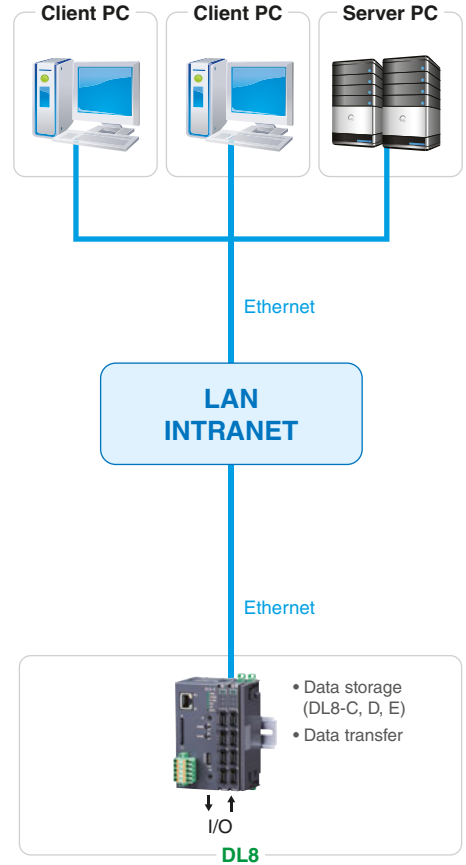 Client PC
Client PC
Server PC
Ethernet
LAN
INTRANET
Ethernet
• Data storage
(DL8-C, D, E)
• Data transfer
I/O
DL8